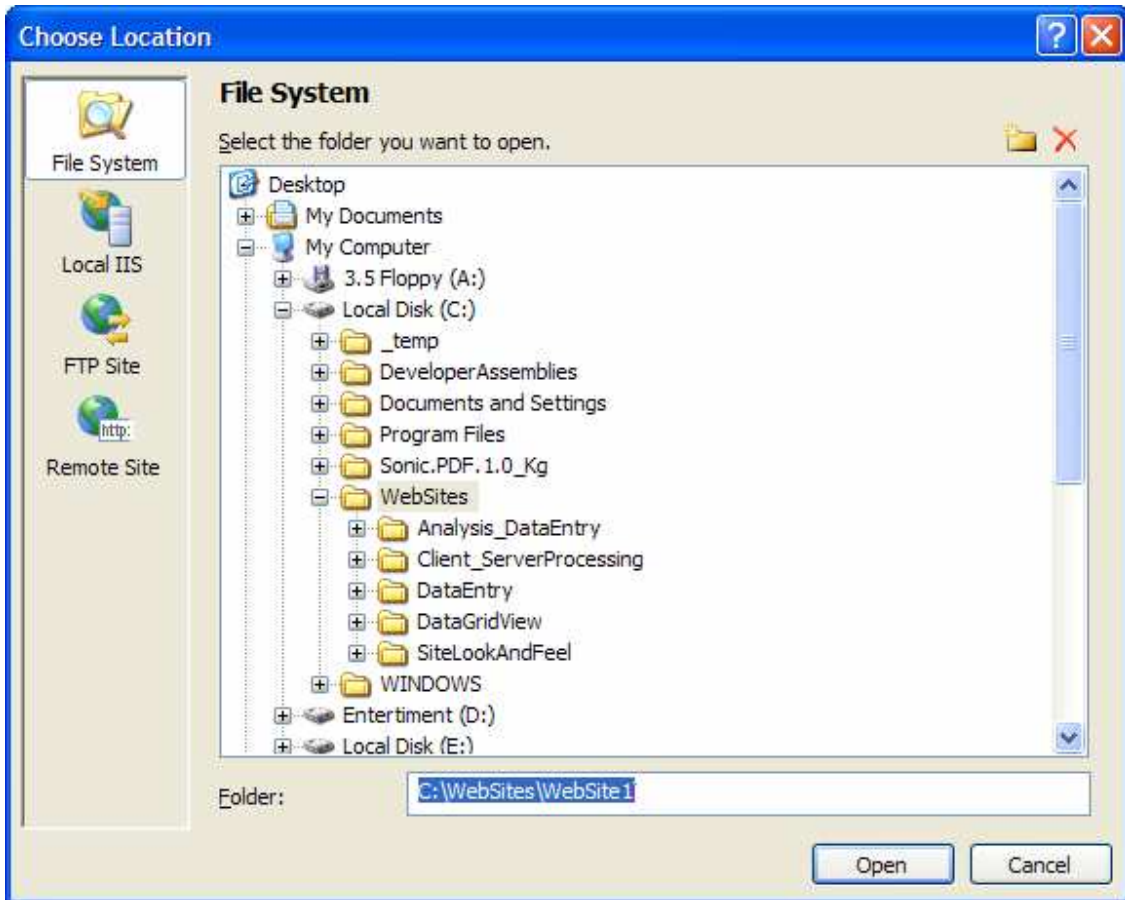 Choose Location
File System
Local IIS
FTP Site
http:
Remote Site
File System
Select the folder you want to open.
Desktop
My Documents
My Computer
3.5 Floppy (A:)
Local Disk (C:)
_temp
DeveloperAssemblies
Documents and Settings
Program Files
Sonic.PDF.1.0_Kg
WebSites
Analysis_DataEntry
Client_ServerProcessing
DataEntry
DataGridView
SiteLookAndFeel
WINDOWS
Entertiment (D:)
Local Disk (E:)
Folder:
C:\WebSites\WebSite1
Open
Cancel